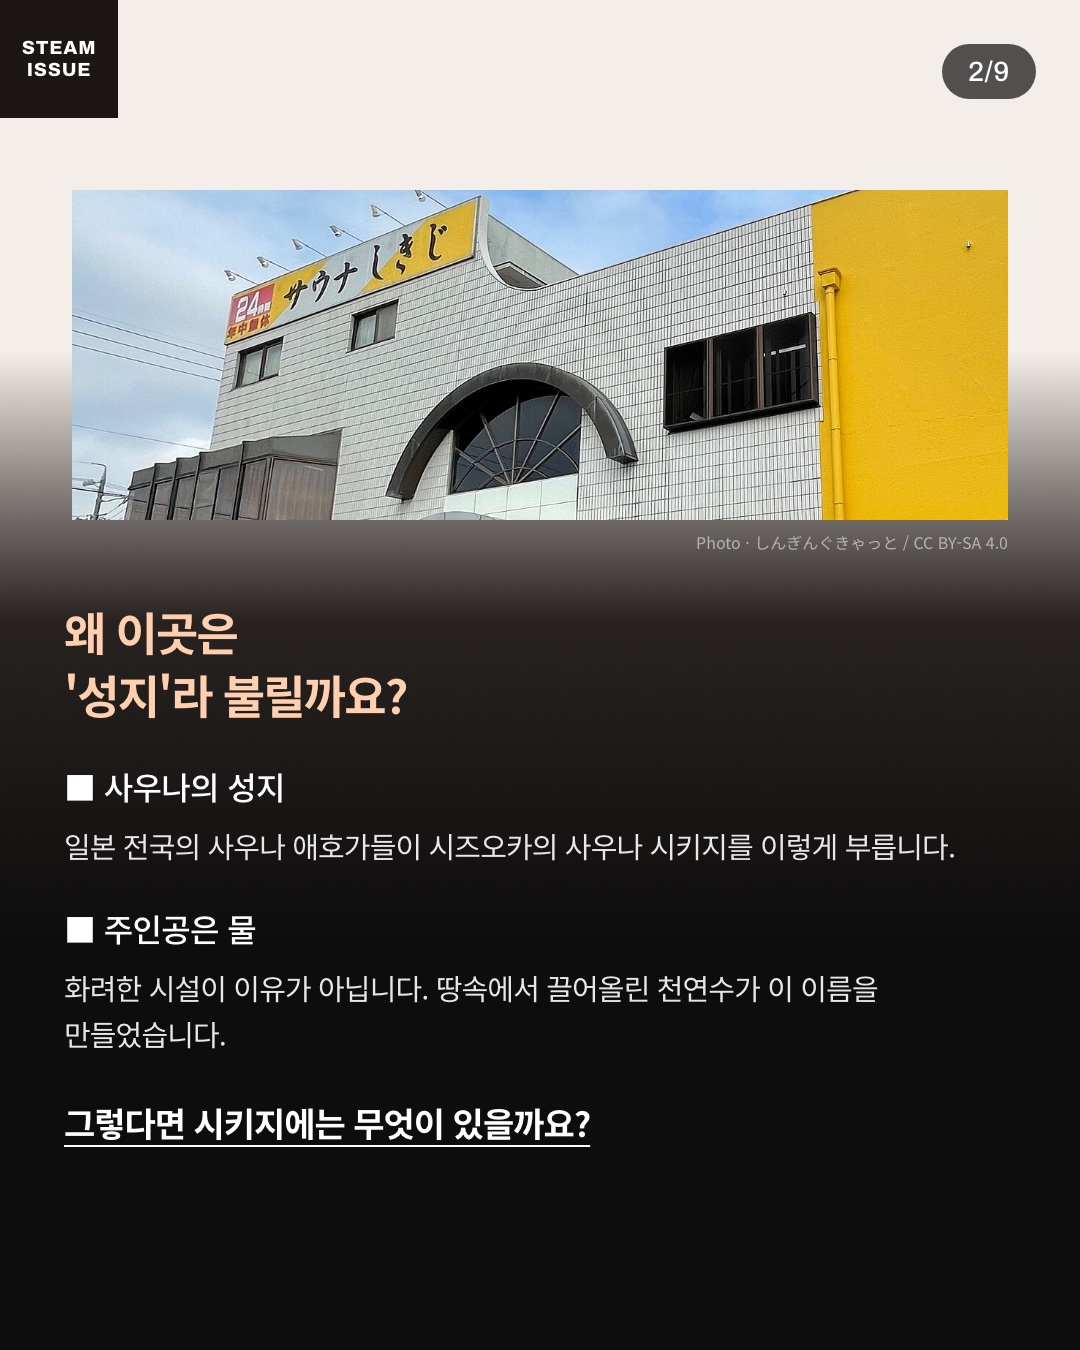 STEAM
ISSUE
2/9
サウナしきじ
24時間
年中無休
Photo · しんぎんぐきゃっと / CC BY-SA 4.0
왜 이곳은
'성지'라 불릴까요?
■ 사우나의 성지
일본 전국의 사우나 애호가들이 시즈오카의 사우나 시키지를 이렇게 부릅니다.
■ 주인공은 물
화려한 시설이 이유가 아닙니다. 땅속에서 끌어올린 천연수가 이 이름을
만들었습니다.
그렇다면 시키지에는 무엇이 있을까요?